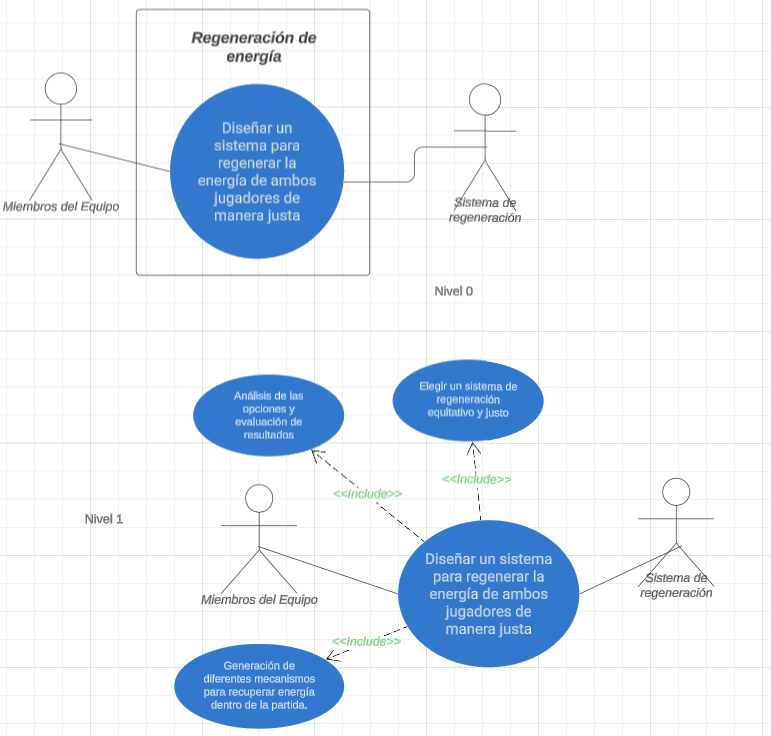 Regeneración de
energía
Diseñar un
sistema para
regenerar la
energía de ambos
jugadores de
manera justa
Miembros del Equipo
Sistema de
regeneración
Nivel 0
Análisis de las
opciones y
evaluación de
resultados
Elegir un sistema de
regeneración
equitativo y justo
<<Include>>
<<Include>>
Nivel 1
Diseñar un sistema
para regenerar la
energía de ambos
jugadores de
manera justa
Miembros del Equipo
Sistema de
regeneración
<<Include>>
Generación de
diferentes mecanismos
para recuperar energía
dentro de la partida.